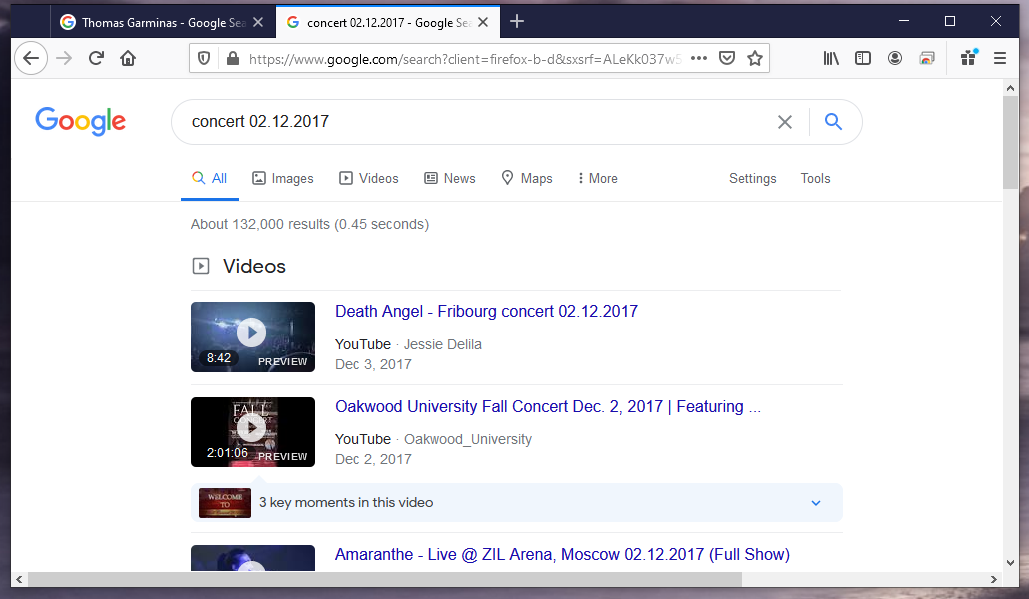 Thomas Garminas - Google Sea
concert 02.12.2017 - Google Sea
https://www.google.com/search?client=firefox-b-d&sxsrf=ALeKk037w5
Google
concert 02.12.2017
All Images Videos News Maps More Settings Tools
About 132,000 results (0.45 seconds)
Videos
Death Angel - Fribourg concert 02.12.2017
YouTube · Jessie Delila
Dec 3, 2017
8:42 PREVIEW
Oakwood University Fall Concert Dec. 2, 2017 | Featuring ...
FALL
CONCERT
YouTube · Oakwood_University
Dec 2, 2017
2:01:06 PREVIEW
WELCOME
TO
3 key moments in this video
Amaranthe - Live @ ZIL Arena, Moscow 02.12.2017 (Full Show)